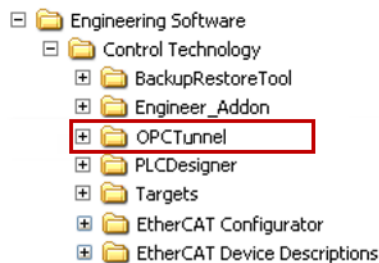 Engineering Software
Control Technology
BackupRestoreTool
Engineer_Addon
OPCTunnel
PLCDesigner
Targets
EtherCAT Configurator
EtherCAT Device Descriptions